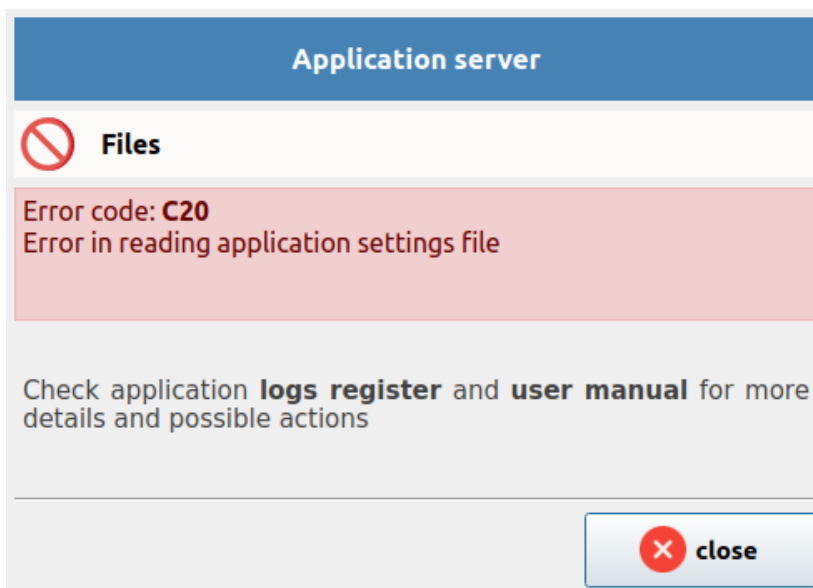 Application server
Files
Error code: C20
Error in reading application settings file
Check application logs register and user manual for more
details and possible actions
close